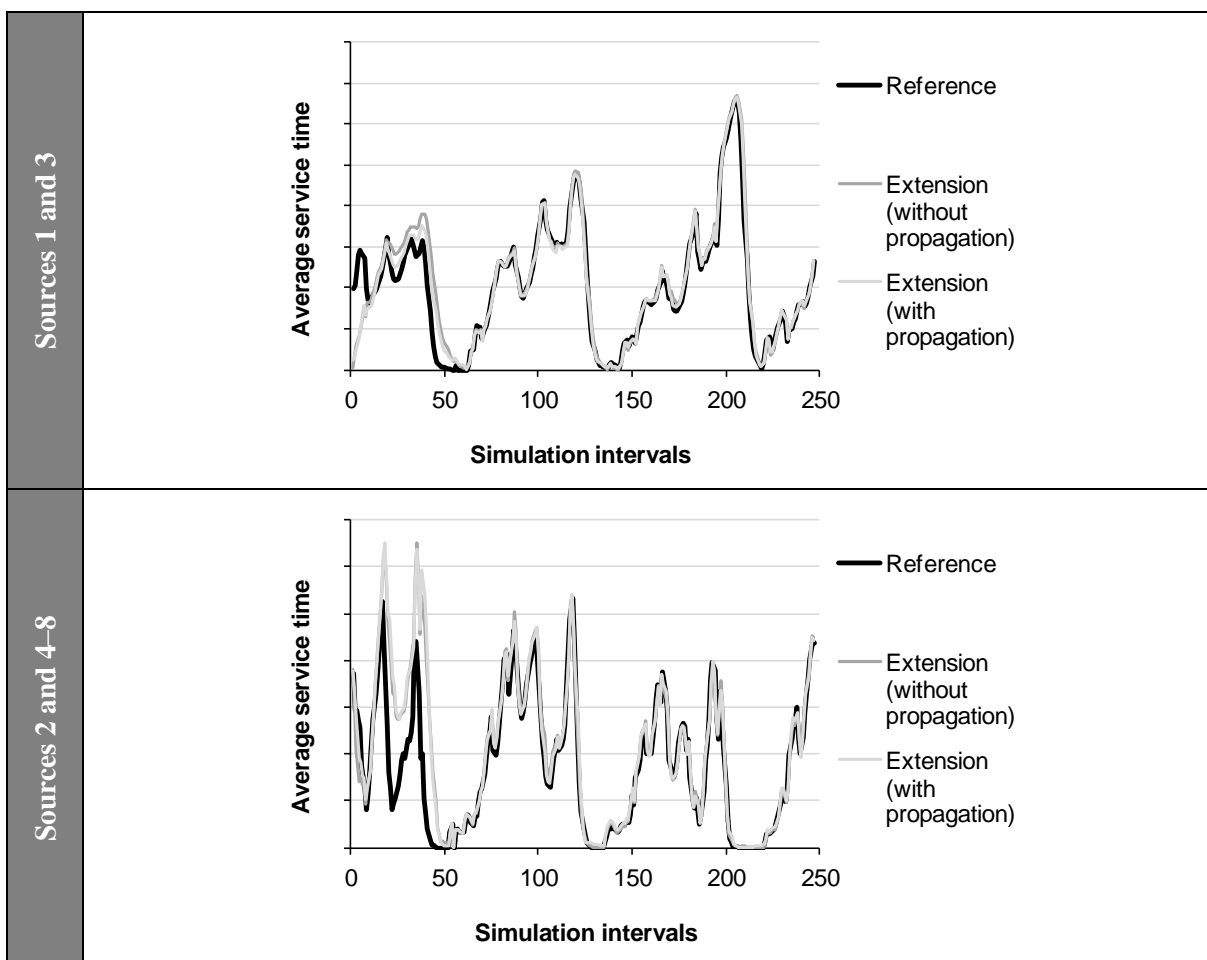 Sources 1 and 3
Average service time
Reference
Extension
(without
propagation)
Extension
(with
propagation)
0 50 100 150 200 250
Simulation intervals
Sources 2 and 4–8
Average service time
Reference
Extension
(without
propagation)
Extension
(with
propagation)
0 50 100 150 200 250
Simulation intervals